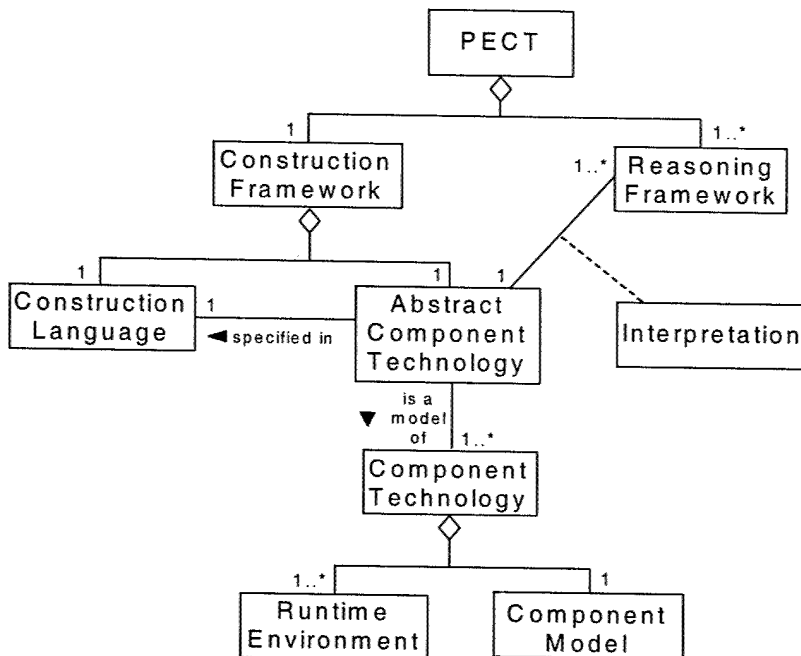 PECT
1
1..*
Construction
Framework
1..*
Reasoning
Framework
1
1
1
Construction
Language
1
◄ specified in
Abstract
Component
Technology
Interpretation
is a
▼ model
of
1..*
Component
Technology
1..*
1
Runtime
Environment
Component
Model